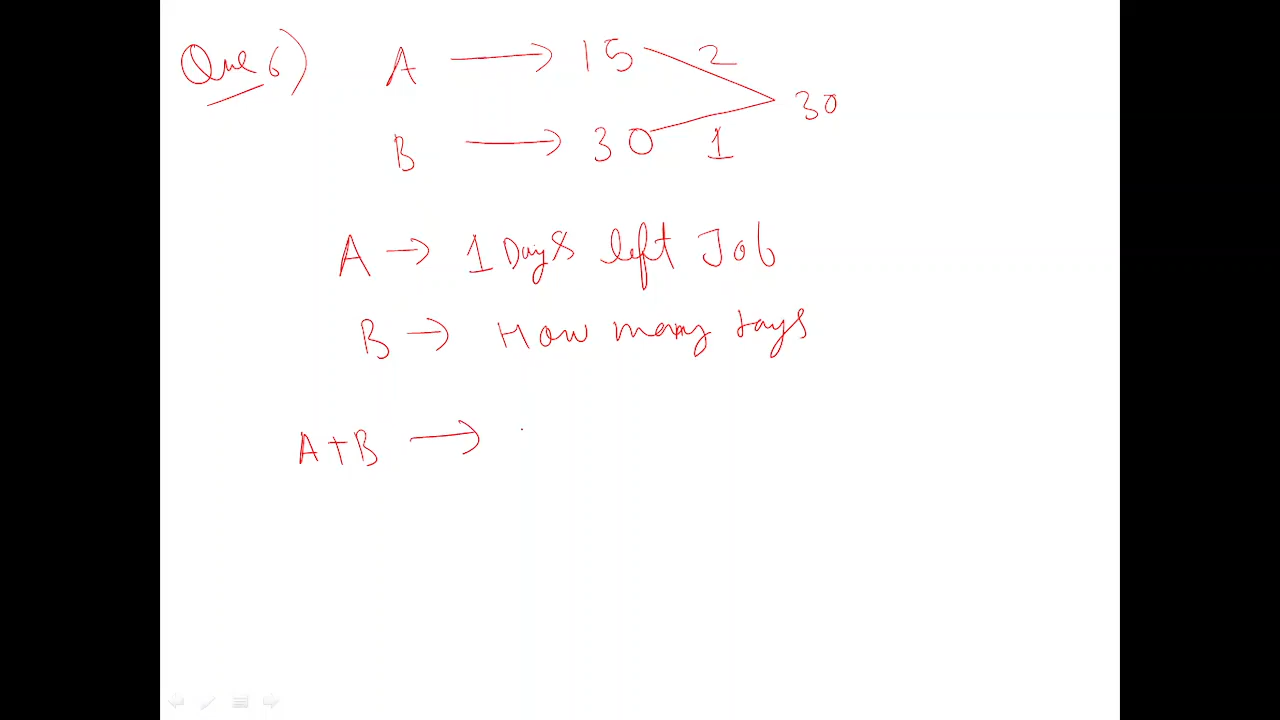 Que 6) A → 15 2
30
B → 30 1
A → 1 Days left Job
B → How many days
A+B →